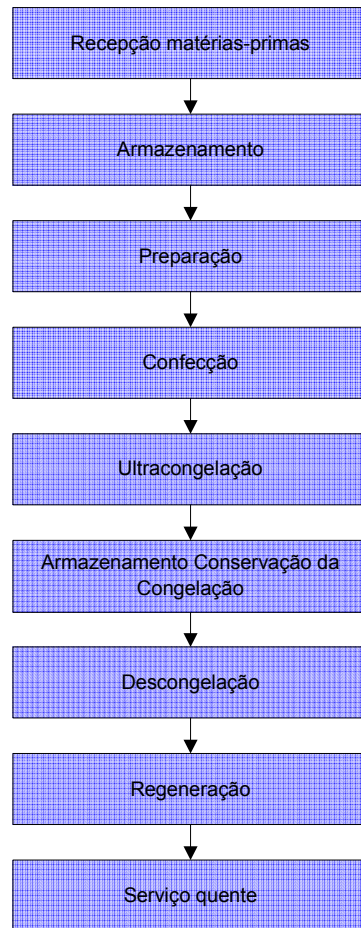 Recepção matérias-primas
Armazenamento
Preparação
Confecção
Ultracongelação
Armazenamento Conservação da
Congelação
Descongelação
Regeneração
Serviço quente